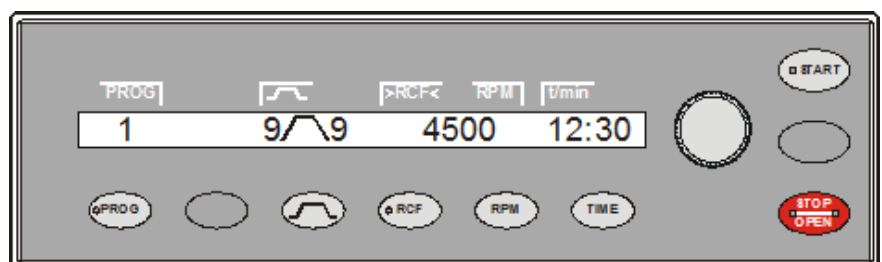 START
PROG >RCF< RPM t/min
1 9 9 4500 12:30
PROG RCF RPM TIME
STOP
OPEN